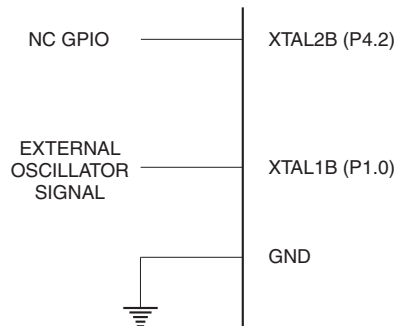 NC GPIO
XTAL2B (P4.2)
EXTERNAL
OSCILLATOR
SIGNAL
XTAL1B (P1.0)
GND